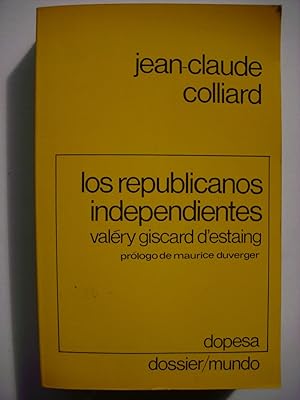 jean-claude
colliard
los republicanos
independientes
valéry giscard d'estaing
prólogo de maurice duverger
dopesa
dossier/mundo